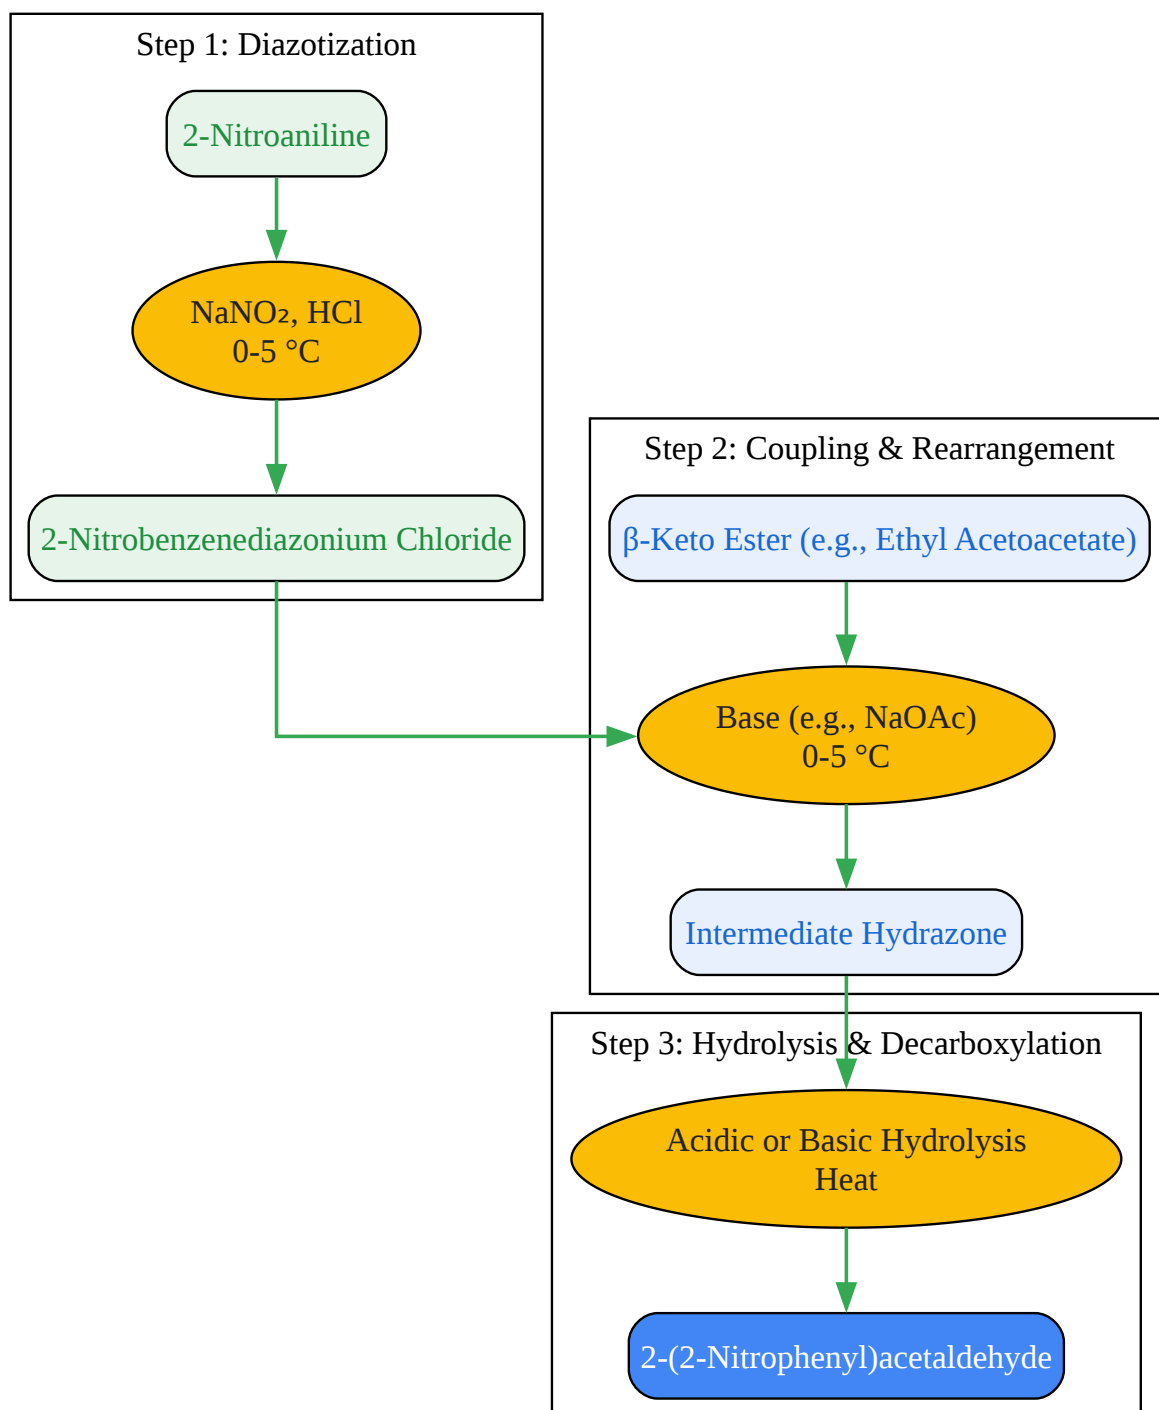 Step 1: Diazotization
2-Nitroaniline
NaNO₂, HCl
0-5 °C
2-Nitrobenzenediazonium Chloride
Step 2: Coupling & Rearrangement
β-Keto Ester (e.g., Ethyl Acetoacetate)
Base (e.g., NaOAc)
0-5 °C
Intermediate Hydrazone
Step 3: Hydrolysis & Decarboxylation
Acidic or Basic Hydrolysis
Heat
2-(2-Nitrophenyl)acetaldehyde